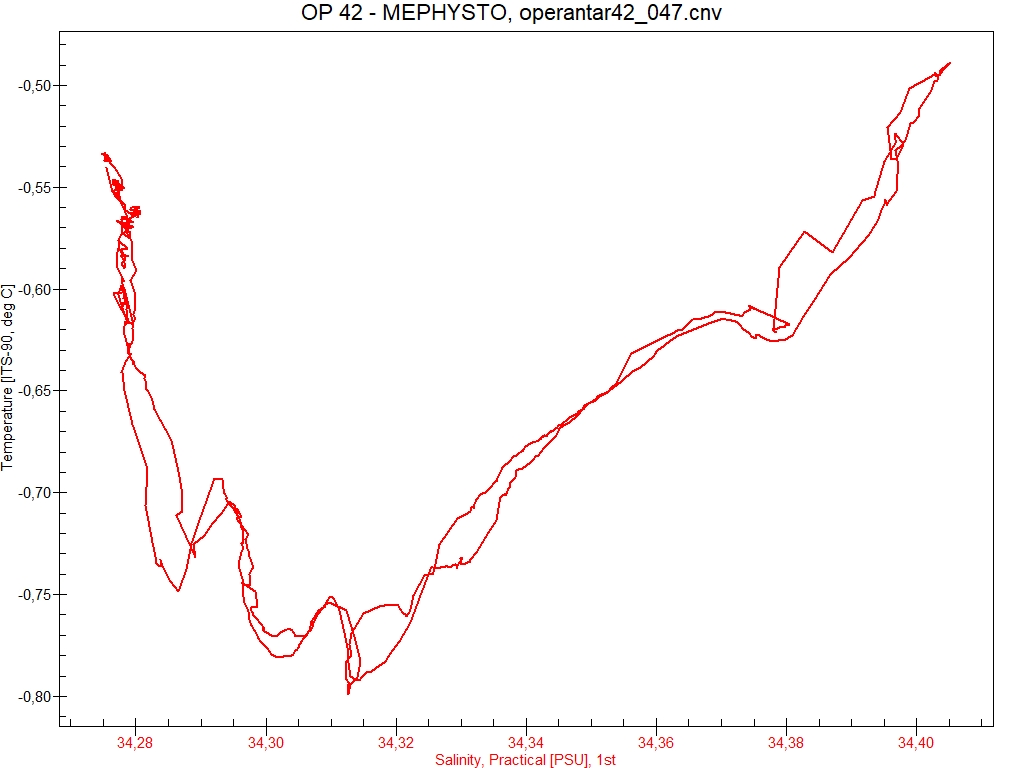 OP 42 - MEPHYSTO, operantar42_047.cnv
-0,50
-0,55
-0,60
-0,65
-0,70
-0,75
-0,80
Temperature [ITS-90, deg C]
34,28 34,30 34,32 34,34 34,36 34,38 34,40
Salinity, Practical [PSU], 1st